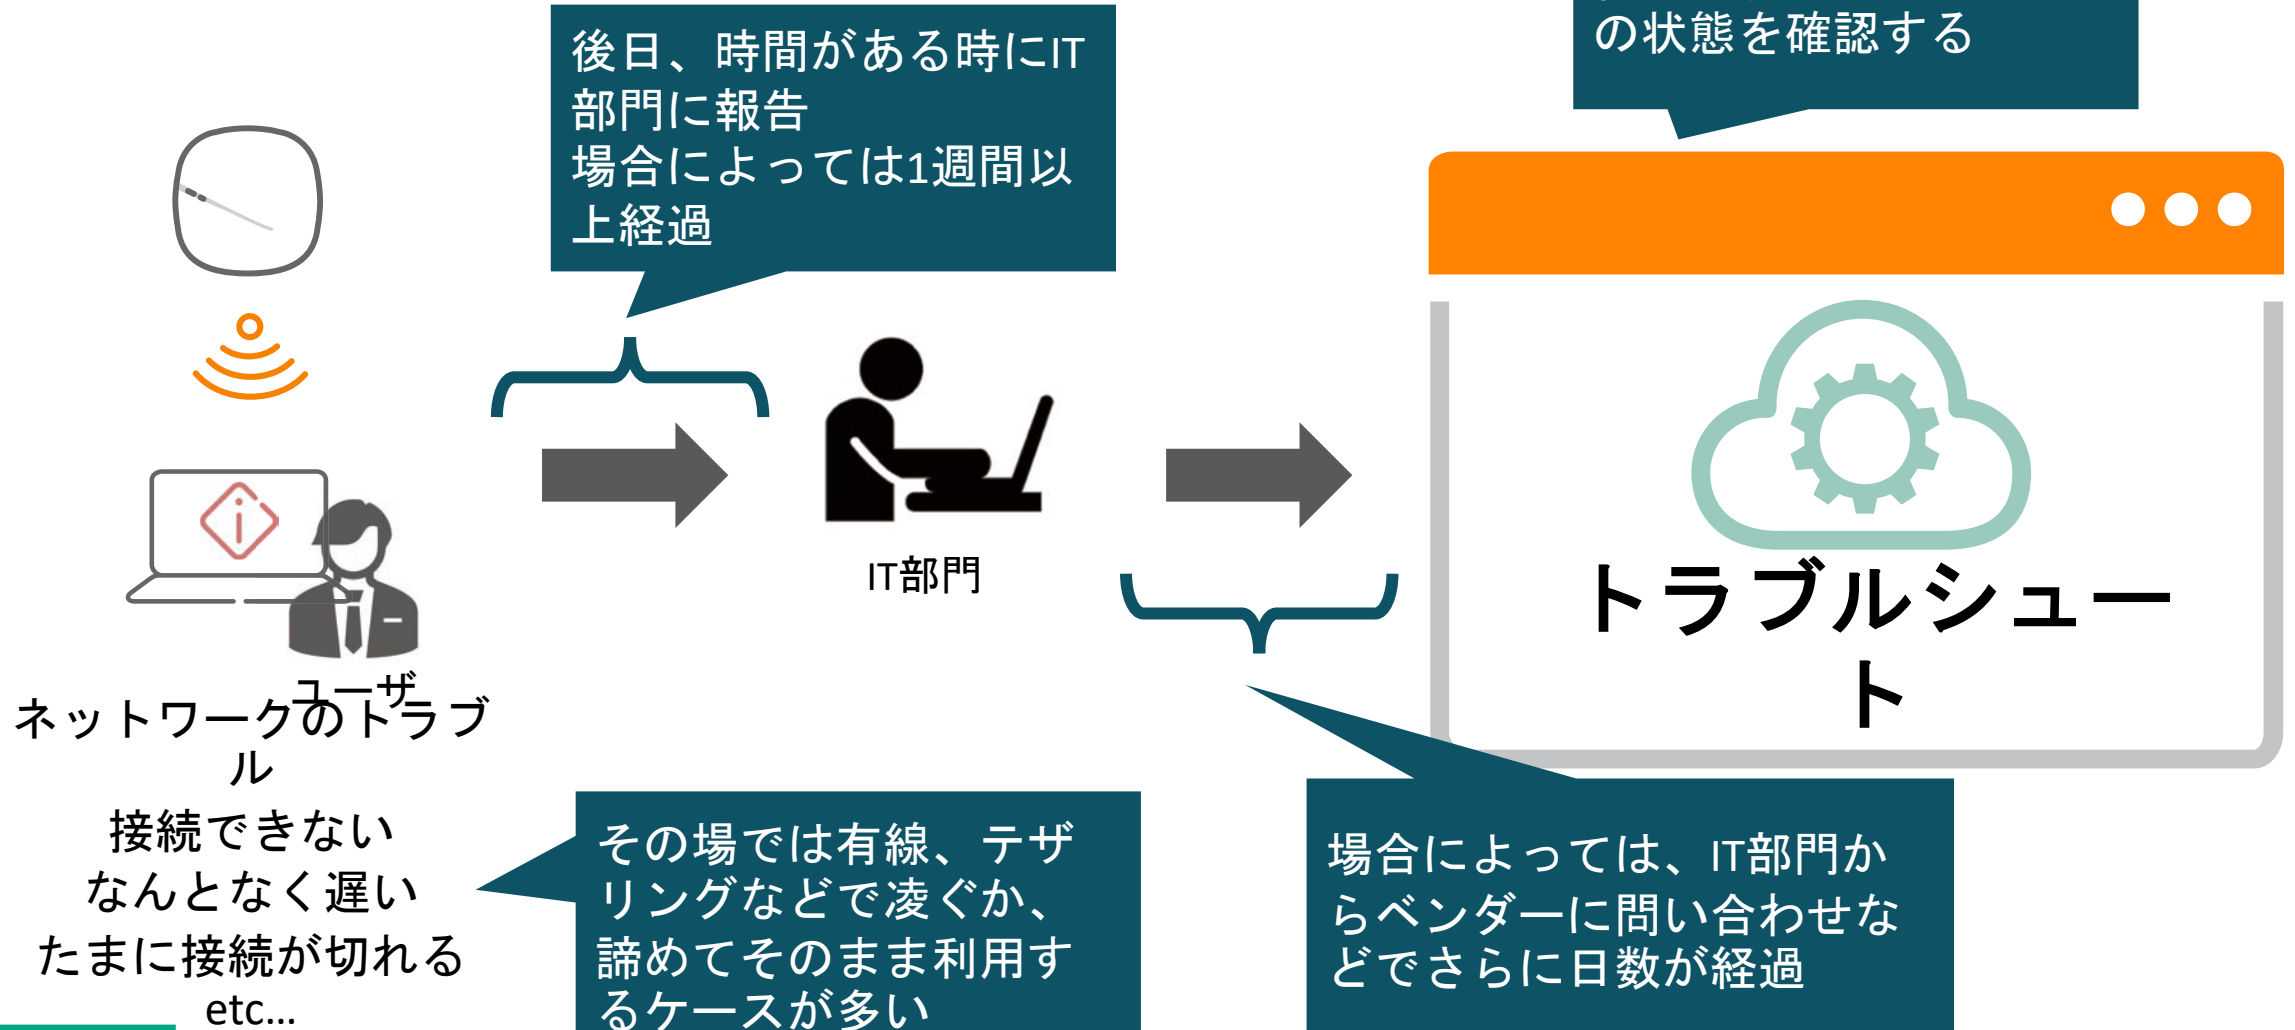 後日、時間がある時にIT
部門に報告
場合によっては1週間以
上経過
の状態を確認する
IT部門
トラブルシュー
ト
ユーザ
ネットワークのトラブ
ル
接続できない
なんとなく遅い
たまに接続が切れる
etc…
その場では有線、テザ
リングなどで凌ぐか、
諦めてそのまま利用す
るケースが多い
場合によっては、IT部門か
らベンダーに問い合わせな
どでさらに日数が経過